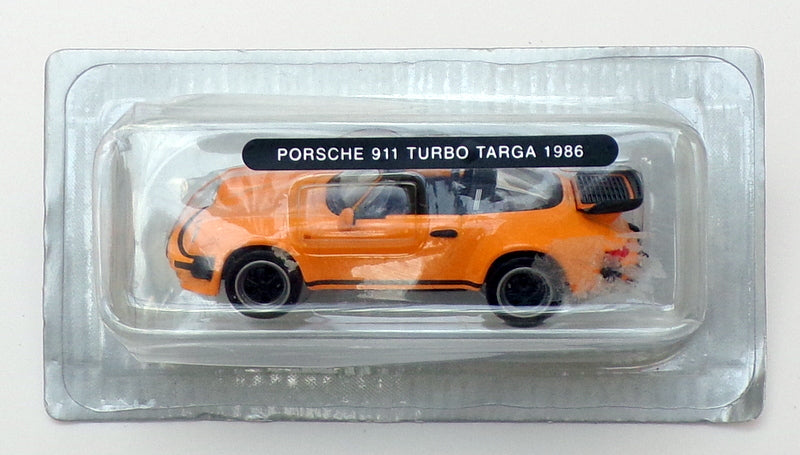 PORSCHE 911 TURBO TARGA 1986